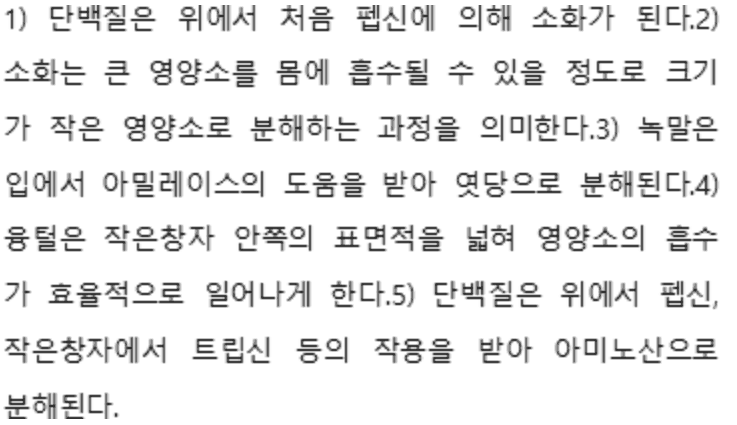 1) 단백질은 위에서 처음 펩신에 의해 소화가 된다.2)
소화는 큰 영양소를 몸에 흡수될 수 있을 정도로 크기
가 작은 영양소로 분해하는 과정을 의미한다.3) 녹말은
입에서 아밀레이스의 도움을 받아 엿당으로 분해된다.4)
융털은 작은창자 안쪽의 표면적을 넓혀 영양소의 흡수
가 효율적으로 일어나게 한다.5) 단백질은 위에서 펩신,
작은창자에서 트립신 등의 작용을 받아 아미노산으로
분해된다.